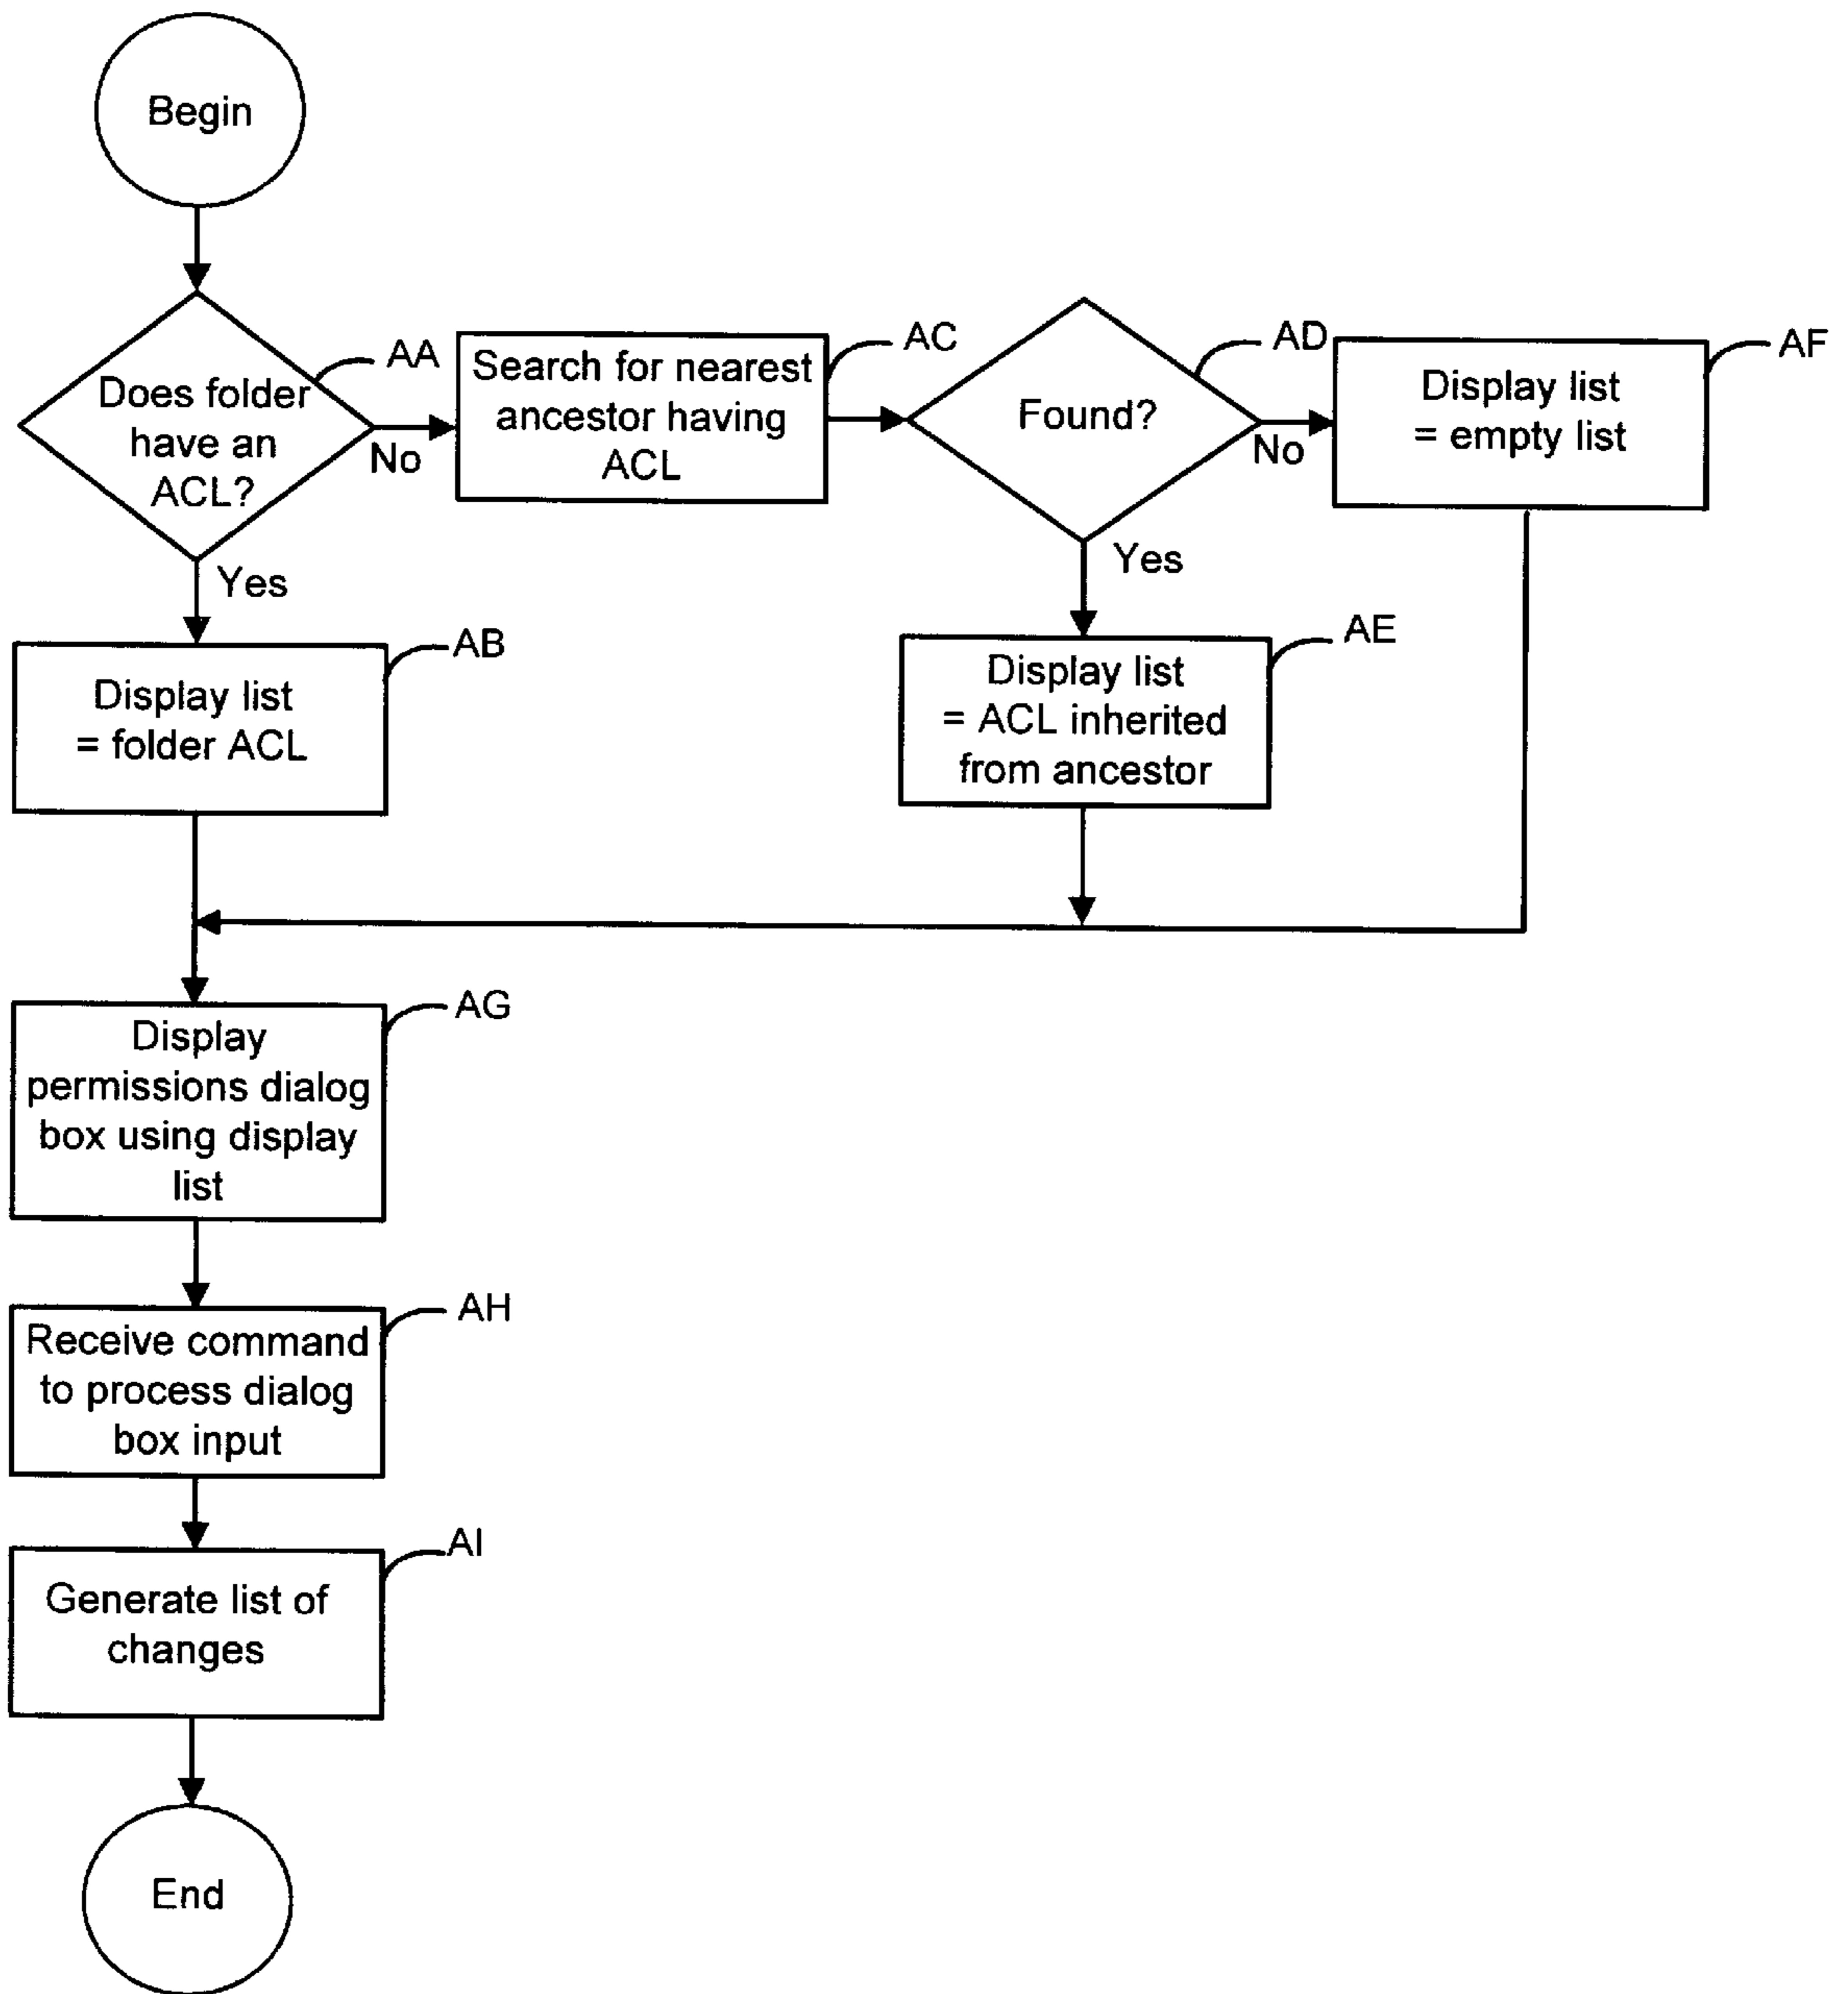 Begin
AA
Does folder
have an
ACL?
No
Yes
Search for nearest
ancestor having
ACL
AC
Found?
AD
No
Yes
Display list
= empty list
AF
Display list
= folder ACL
AB
Display list
= ACL inherited
from ancestor
AE
Display
permissions dialog
box using display
list
AG
Receive command
to process dialog
box input
AH
Generate list of
changes
AI
End